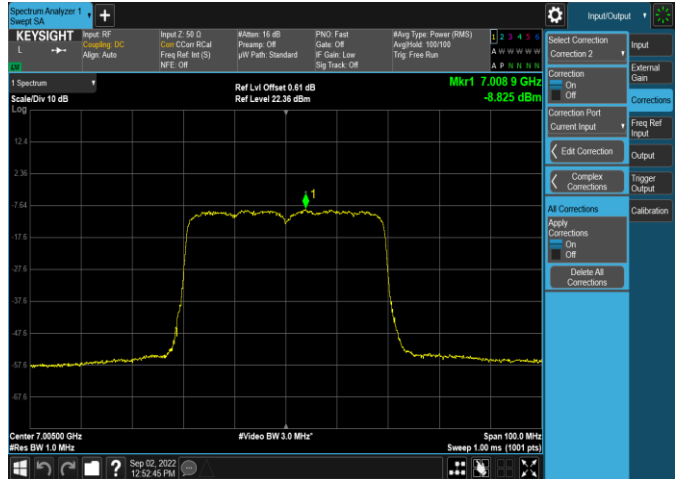 Spectrum Analyzer 1
Swept SA
Input/Output
KEYSIGHT
L
Input: RF
Coupling: DC
Align: Auto
Input Z: 50 Ω
Corr CCorr RCal
Freq Ref: Int (S)
NFE: Off
#Atten: 16 dB
Preamp: Off
µW Path: Standard
PNO: Fast
Gate: Off
IF Gain: Low
Sig Track: Off
#Avg Type: Power (RMS)
Avg|Hold: 100/100
Trig: Free Run
1 2 3 4 5 6
A W W W W W
A P N N N N
1 Spectrum
Scale/Div 10 dB
Log
Ref Lvl Offset 0.61 dB
Ref Level 22.36 dBm
Mkr1 7.008 9 GHz
-8.825 dBm
12.4
2.36
-7.64
-17.6
-27.6
-37.6
-47.6
-57.6
-67.6
1
Center 7.00500 GHz
#Res BW 1.0 MHz
#Video BW 3.0 MHz*
Span 100.0 MHz
Sweep 1.00 ms (1001 pts)
Sep 02, 2022
12:52:45 PM
Select Correction
Correction 2
Correction
On
Off
Correction Port
Current Input
Edit Correction
Complex
Corrections
All Corrections
Apply
Corrections
On
Off
Delete All
Corrections
Input
External
Gain
Corrections
Freq Ref
Input
Output
Trigger
Output
Calibration